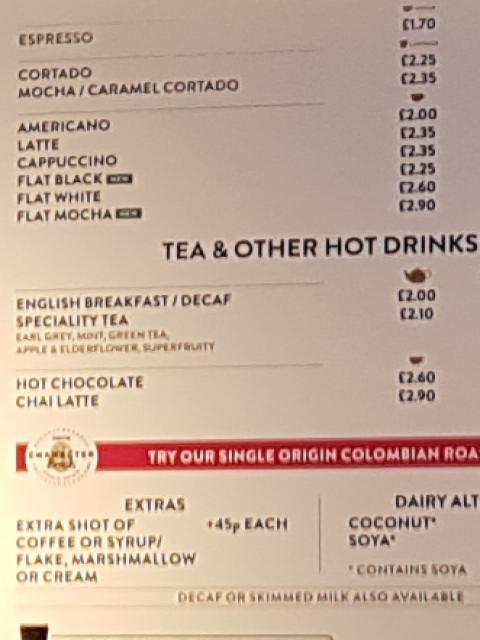 ESPRESSO £1.70
CORTADO £2.25
MOCHA / CARAMEL CORTADO £2.35
AMERICANO £2.00
LATTE £2.35
CAPPUCCINO £2.35
FLAT BLACK NEW £2.25
FLAT WHITE £2.60
FLAT MOCHA NEW £2.90
TEA & OTHER HOT DRINKS
ENGLISH BREAKFAST / DECAF £2.00
SPECIALITY TEA £2.10
EARL GREY, MINT, GREEN TEA,
APPLE & ELDERFLOWER, SUPERFRUITY
HOT CHOCOLATE £2.60
CHAI LATTE £2.90
TRY OUR SINGLE ORIGIN COLOMBIAN ROA
EXTRAS
EXTRA SHOT OF +45p EACH
COFFEE OR SYRUP/
FLAKE, MARSHMALLOW
OR CREAM
DAIRY ALT
COCONUT*
SOYA*
*CONTAINS SOYA
DECAF OR SKIMMED MILK ALSO AVAILABLE